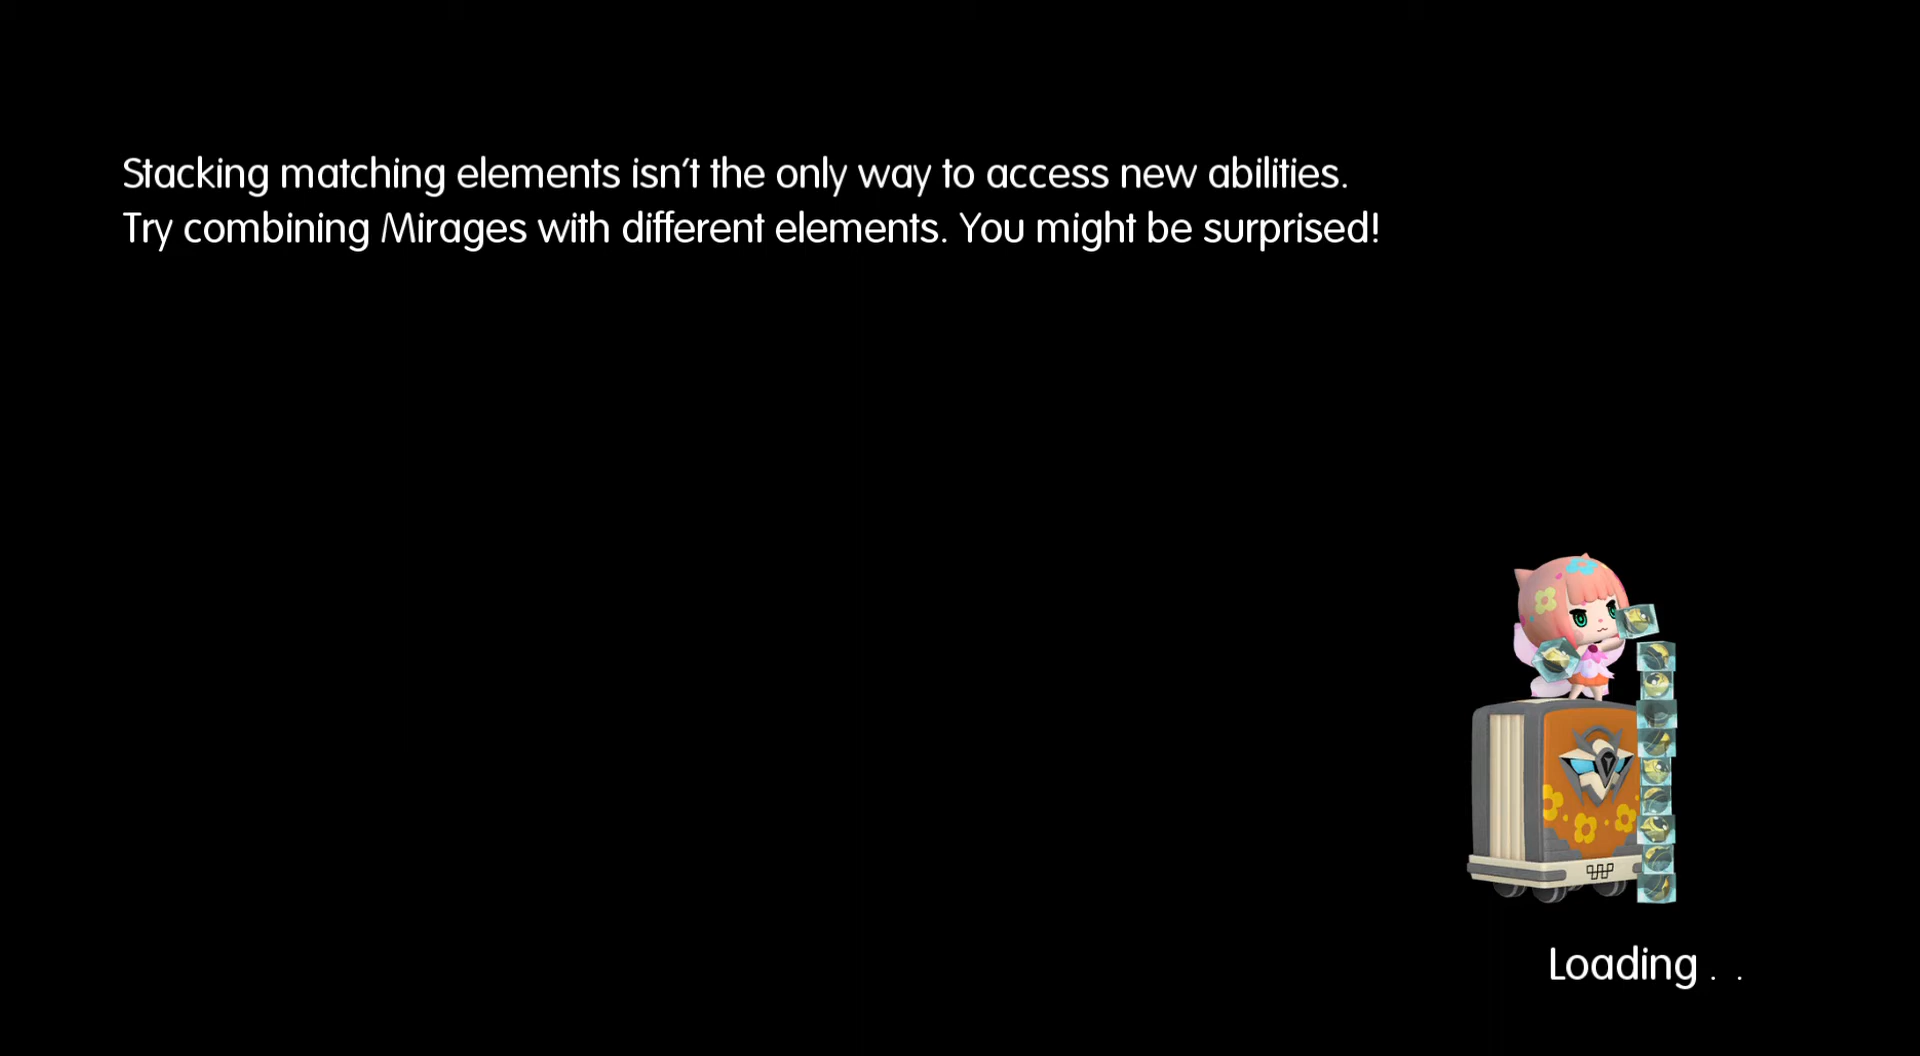 Stacking matching elements isn't the only way to access new abilities.
Try combining Mirages with different elements. You might be surprised!
Loading . .